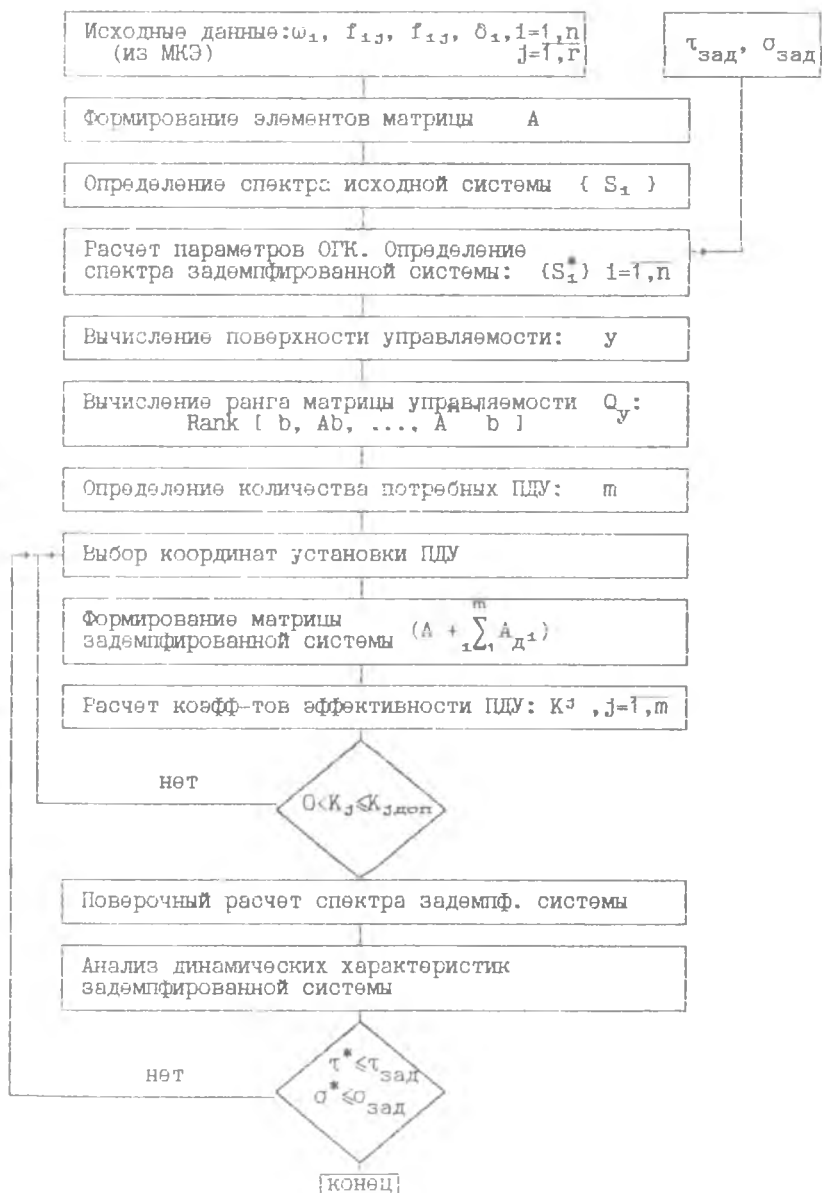 Исходные данные: ω_i, f_ij, f_ij, δ_i, i=1,n
(из МКЭ) j=1,r
τ_зад, σ_зад
Формирование элементов матрицы A
Определение спектра исходной системы { S_i }
Расчет параметров ОГК. Определение
спектра задемпфированной системы: {S_i^*} i=1,n
Вычисление поверхности управляемости: y
Вычисление ранга матрицы управляемости Q_y:
Rank [ b, Ab, ..., A b ]
Определение количества потребных ПДУ: m
Выбор координат установки ПДУ
Формирование матрицы
задемпфированной системы (A + ∑_{i=1}^{m} A_д^i)
Расчет коэфф-тов эффективности ПДУ: K^j ,j=1,m
нет
0<K_j≤K_jдоп
Поверочный расчет спектра задемпф. системы
Анализ динамических характеристик
задемпфированной системы
нет
τ^*≤τ_зад
σ^*≤σ_зад
конец